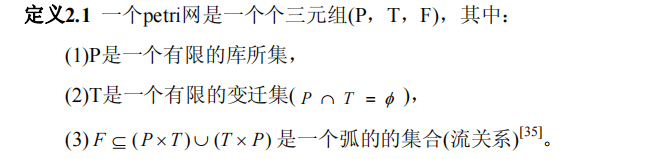 定义2.1 一个petri网是一个个三元组(P，T，F)，其中：
(1)P是一个有限的库所集，
(2)T是一个有限的变迁集( P ∩ T = ϕ )，
(3) F ⊆ (P×T)∪(T×P) 是一个弧的的集合(流关系)[35]。